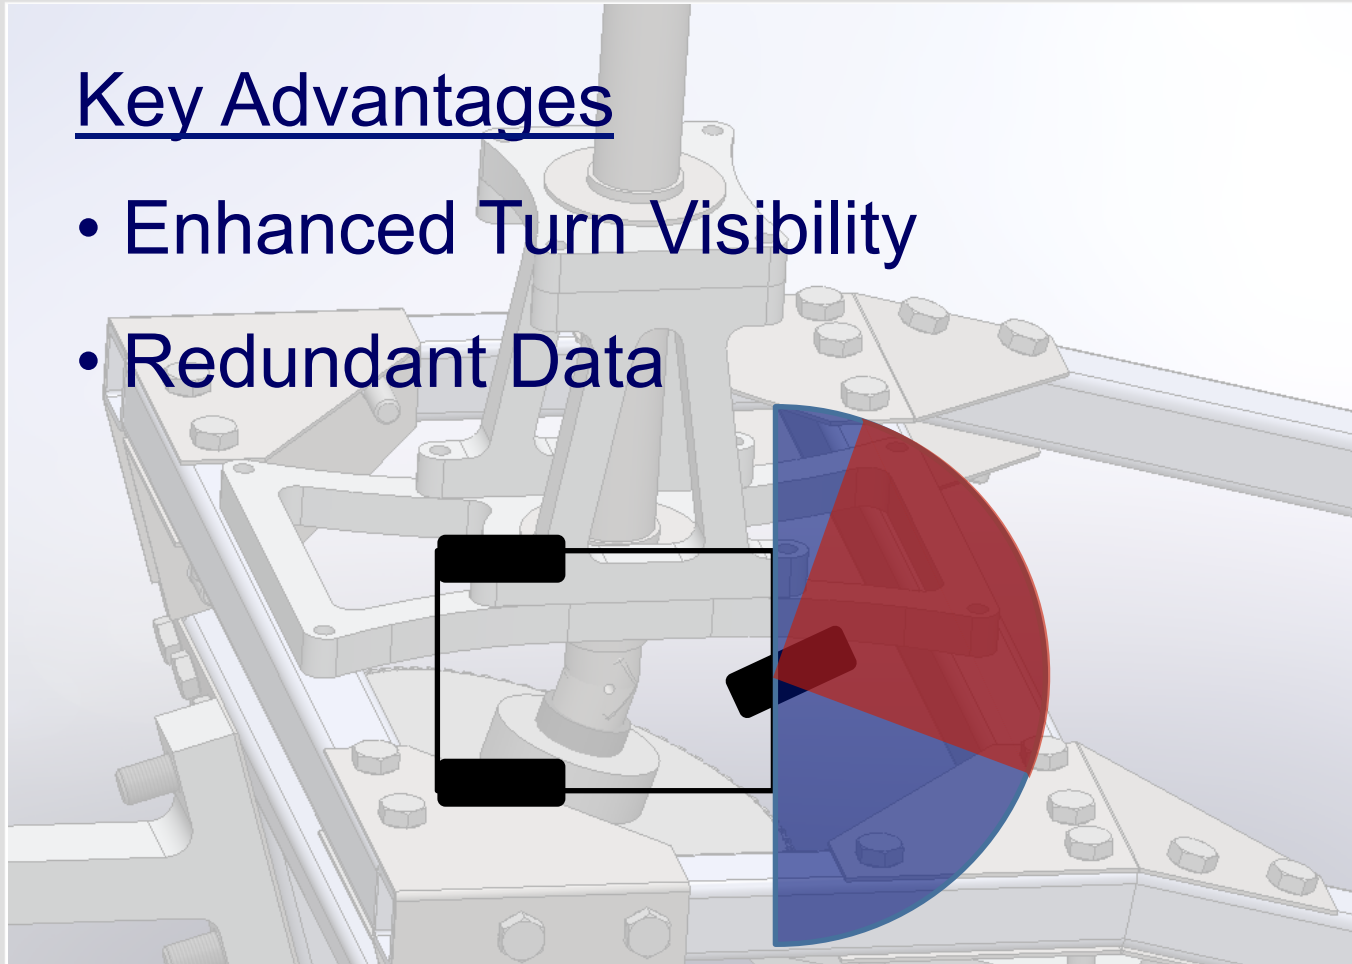 Key Advantages
• Enhanced Turn Visibility
• Redundant Data